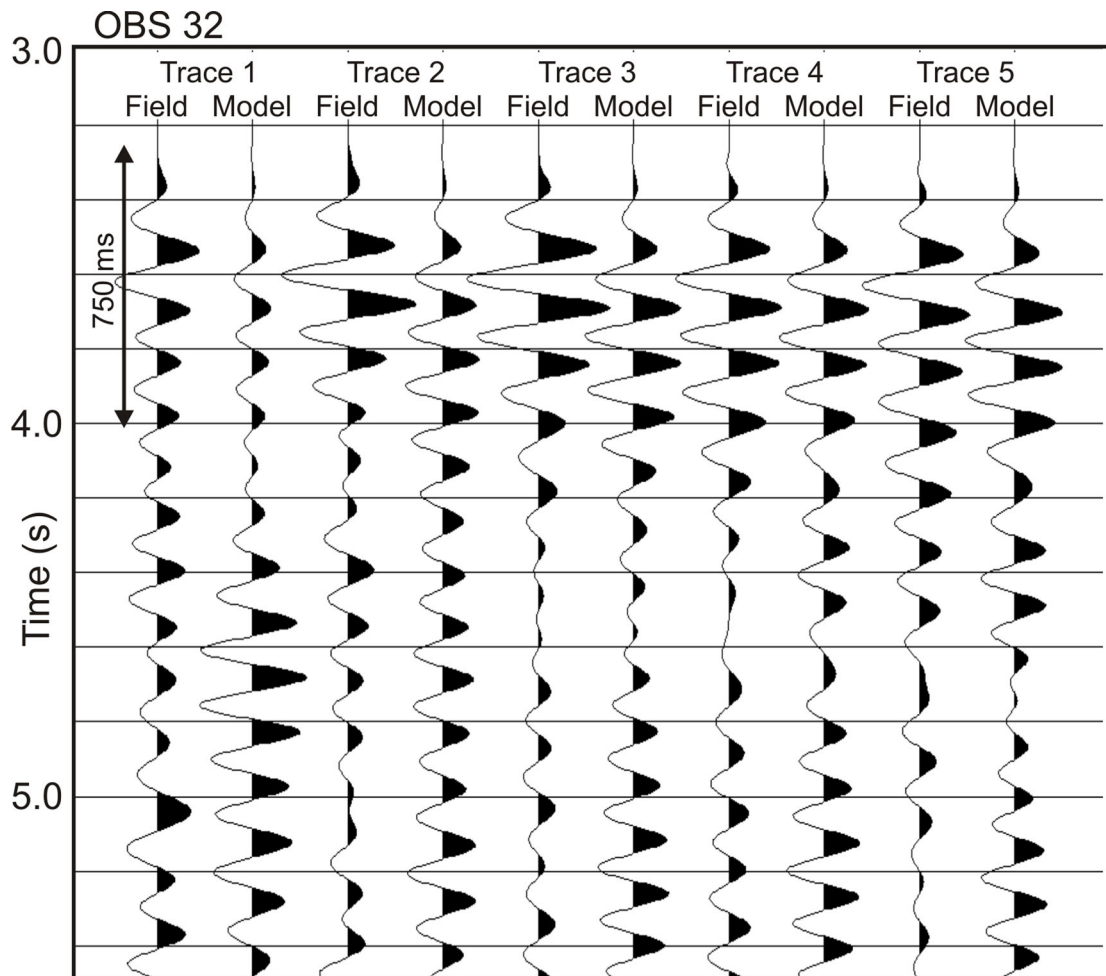 OBS 32
3.0
Trace 1 Trace 2 Trace 3 Trace 4 Trace 5
Field Model Field Model Field Model Field Model Field Model
750 ms
4.0
Time (s)
5.0